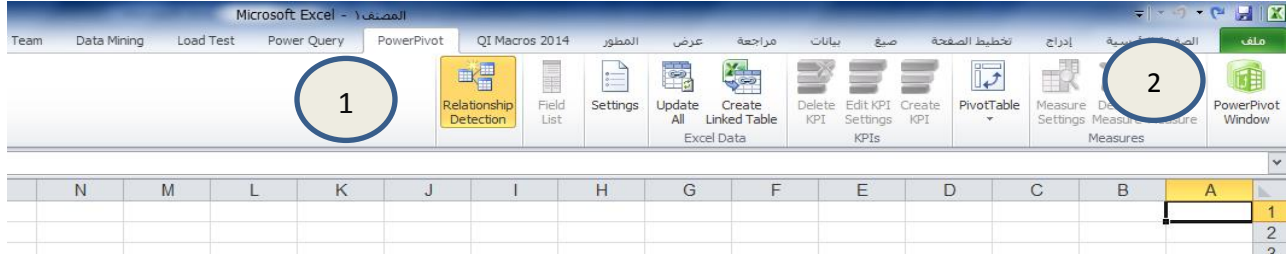 المصنف١ - Microsoft Excel
ملف إدراج تخطيط الصفحة صيغ بيانات مراجعة عرض المطور QI Macros 2014 PowerPivot Power Query Load Test Data Mining Team
1
2
PowerPivot Window
Measure Settings
Measures
PivotTable
Create KPI
Edit KPI Settings
Delete KPI
KPIs
Create Linked Table
Update All
Excel Data
Settings
Field List
Relationship Detection
A B C D E F G H I J K L M N
1
2
3